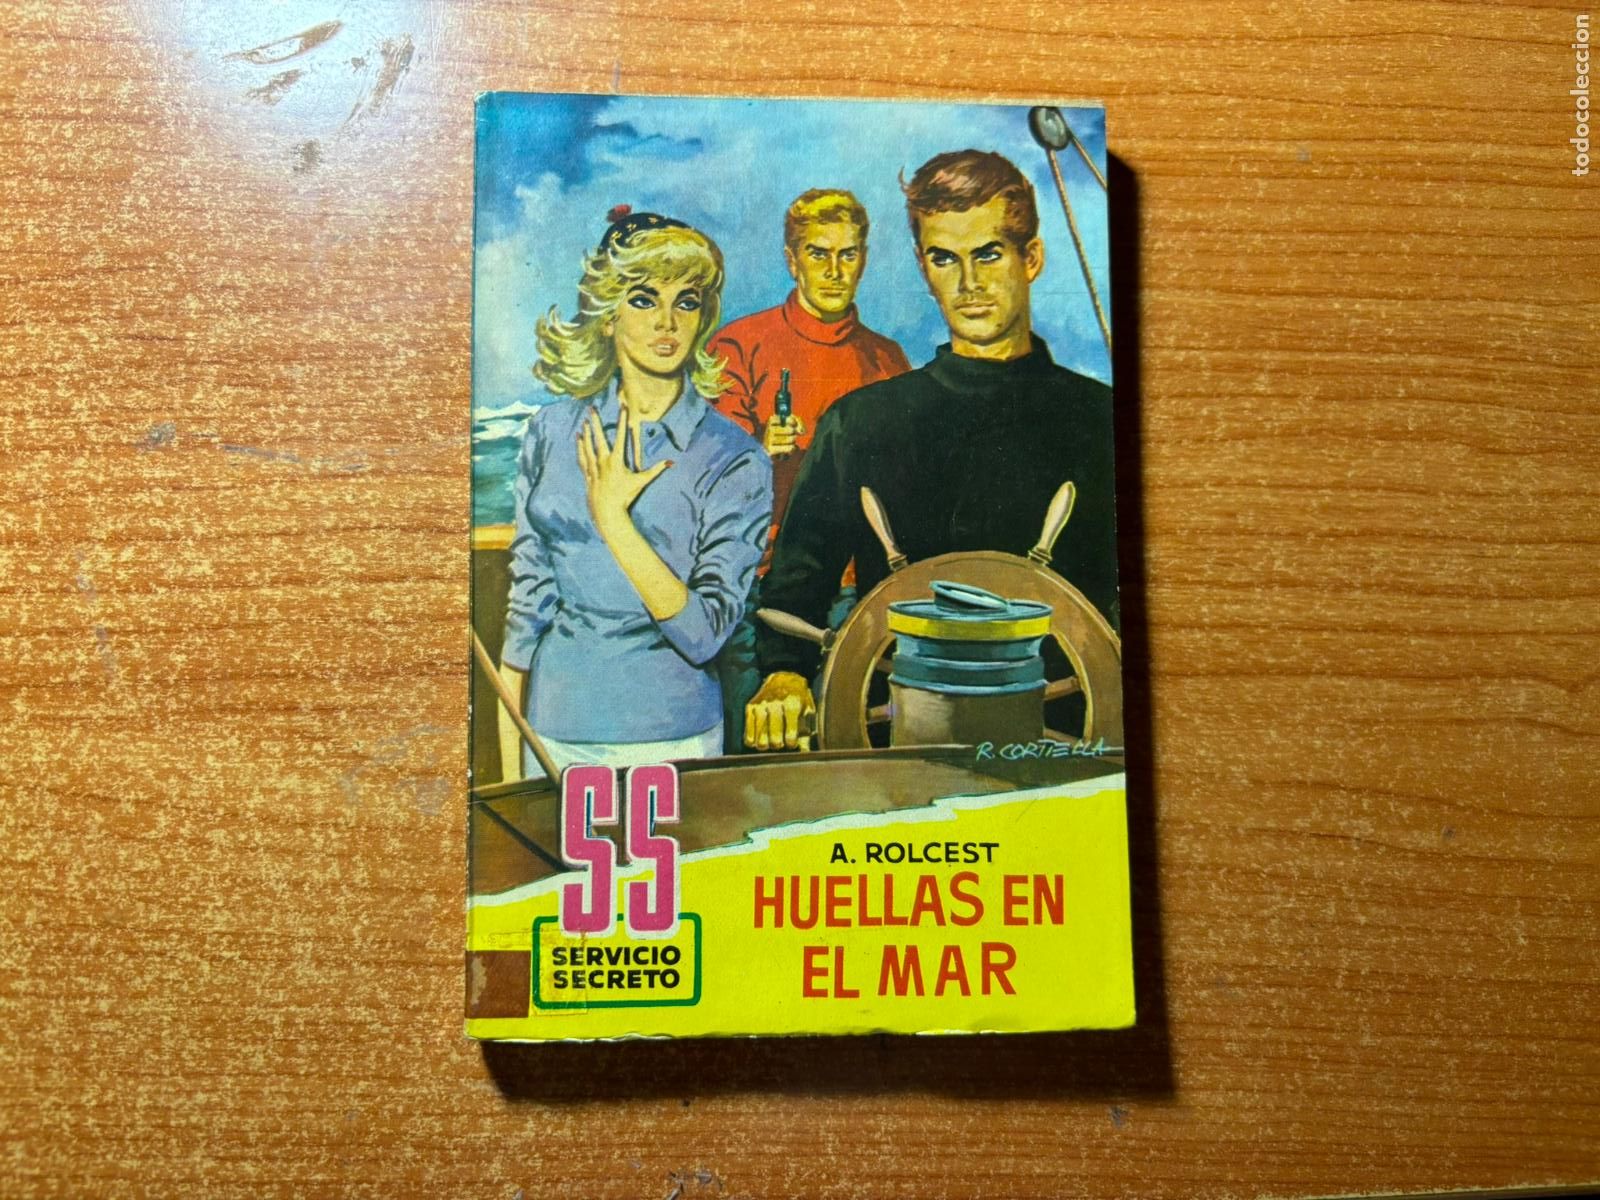 todocoleccion
R. CORTIELLA
A. ROLCEST
HUELLAS EN
EL MAR
SS
SERVICIO
SECRETO